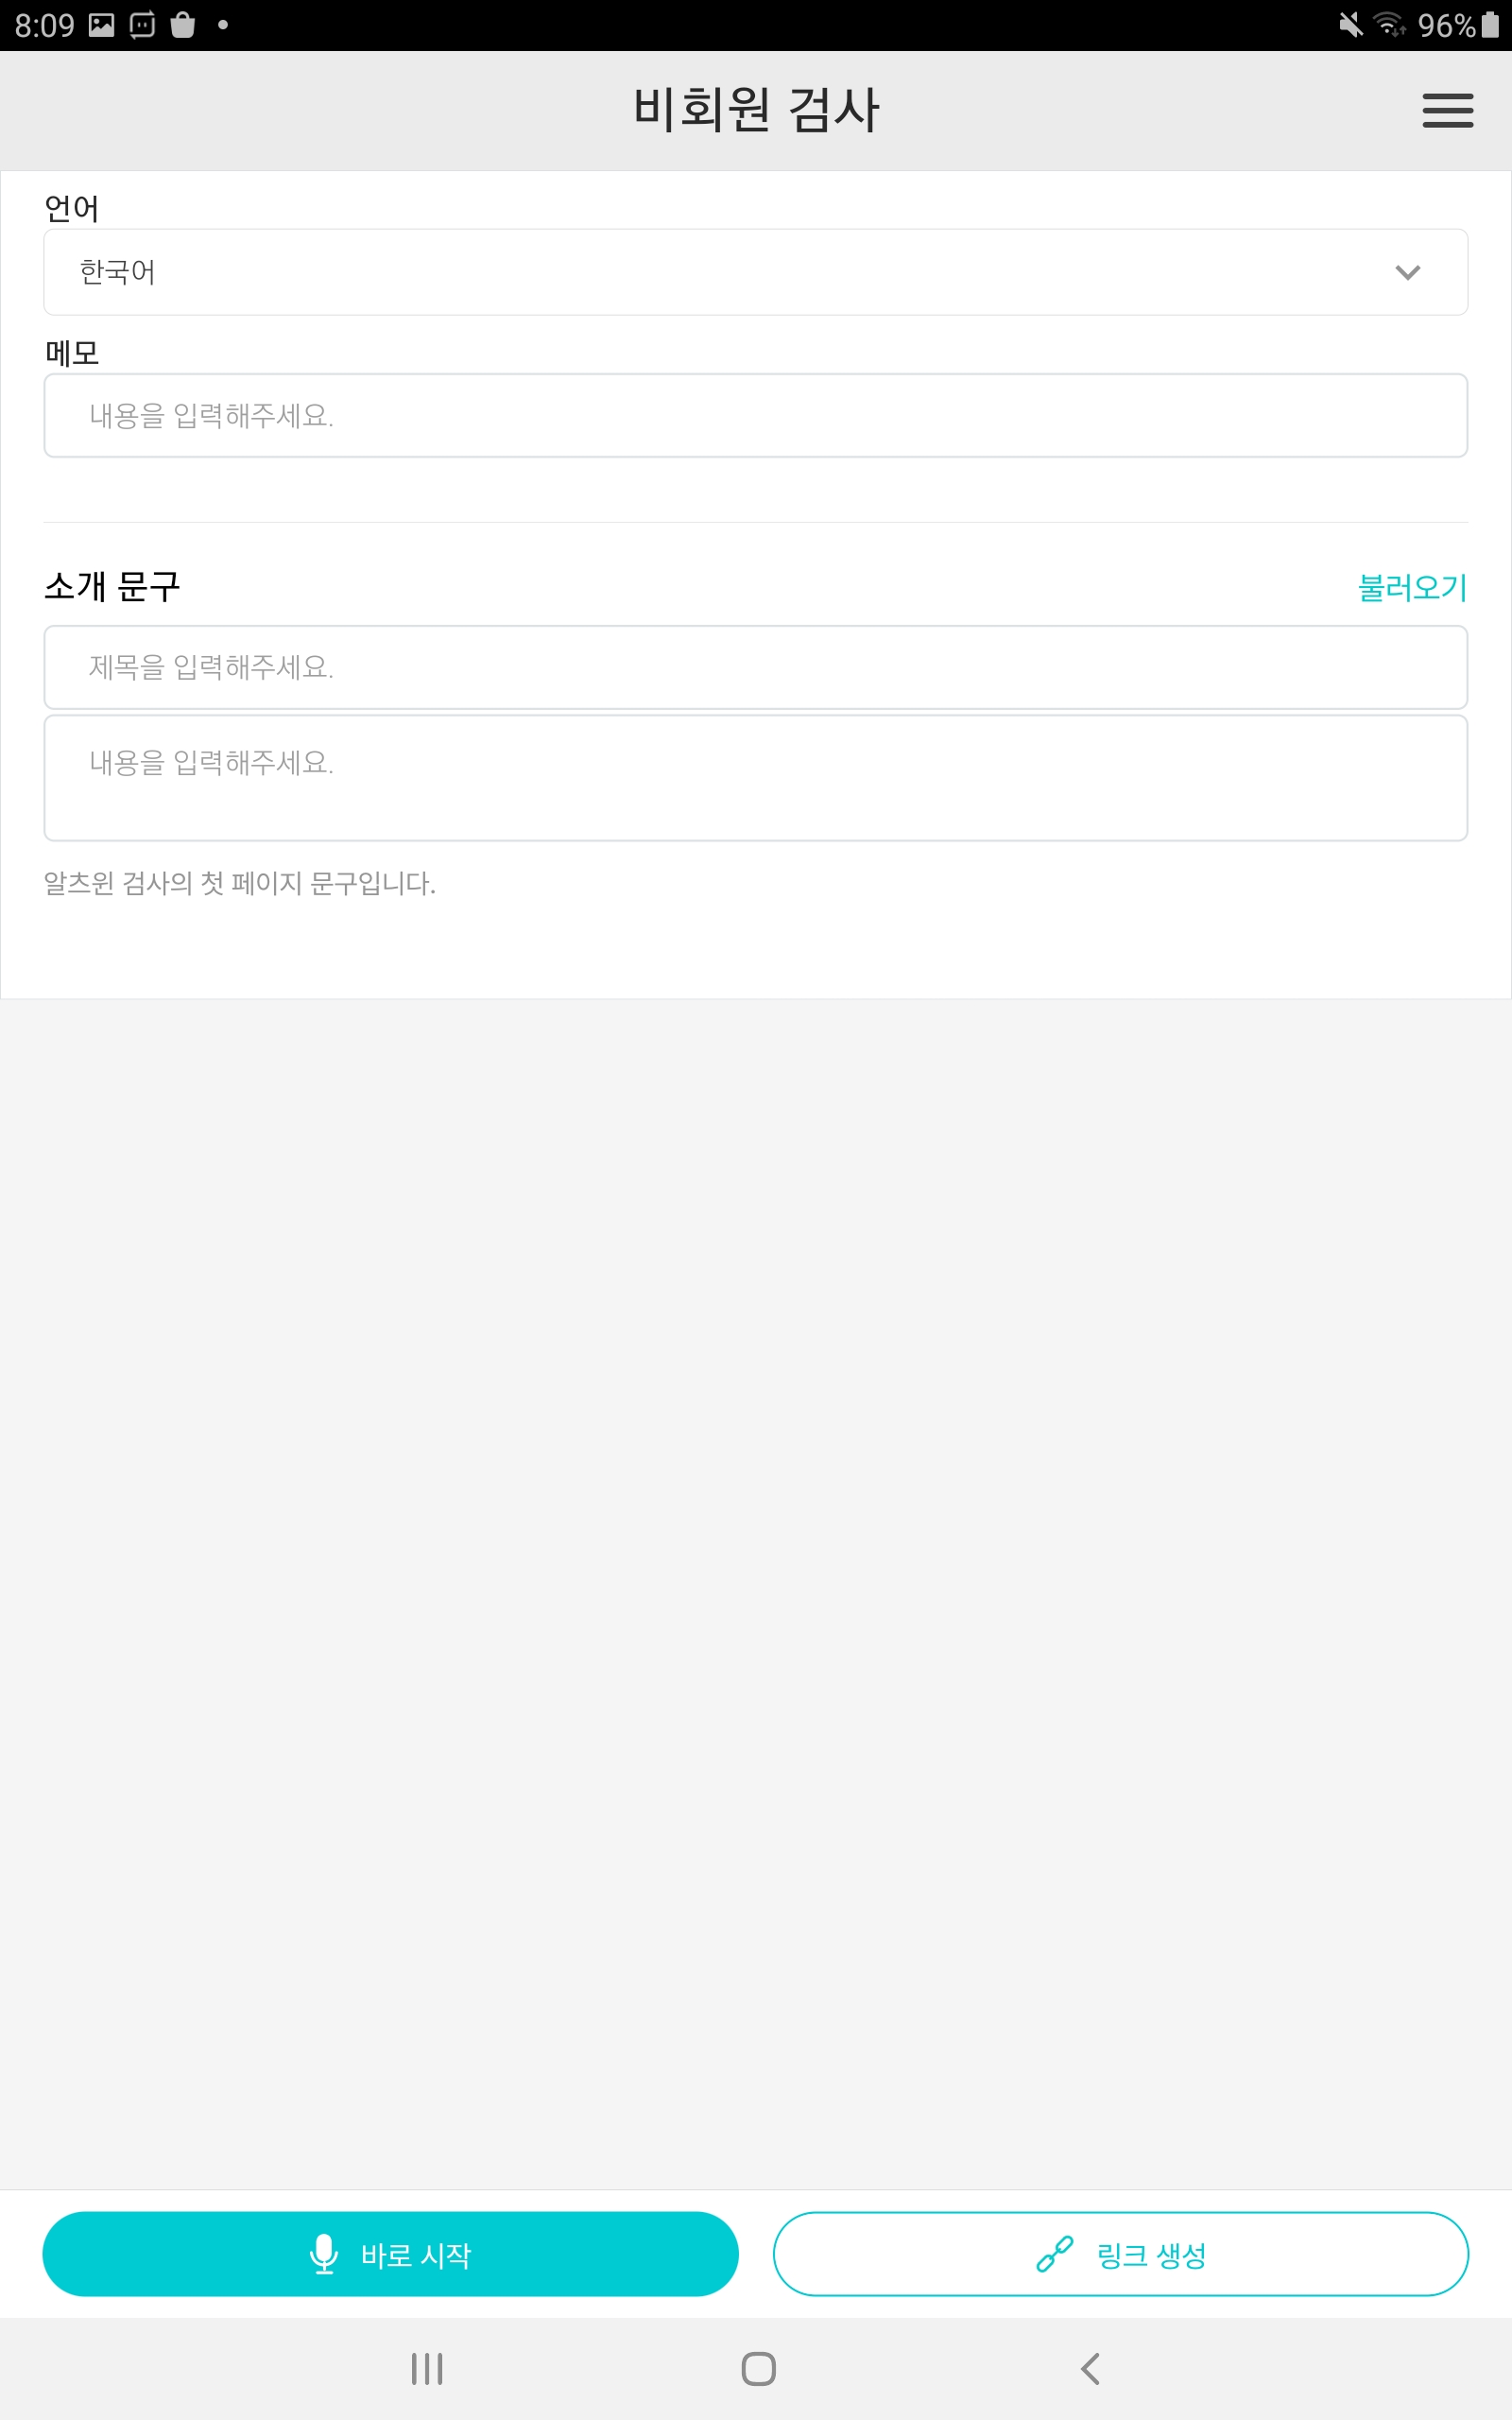 8:09
96%
비회원 검사
언어
한국어
메모
내용을 입력해주세요.
소개 문구
불러오기
제목을 입력해주세요.
내용을 입력해주세요.
알츠윈 검사의 첫 페이지 문구입니다.
바로 시작
링크 생성